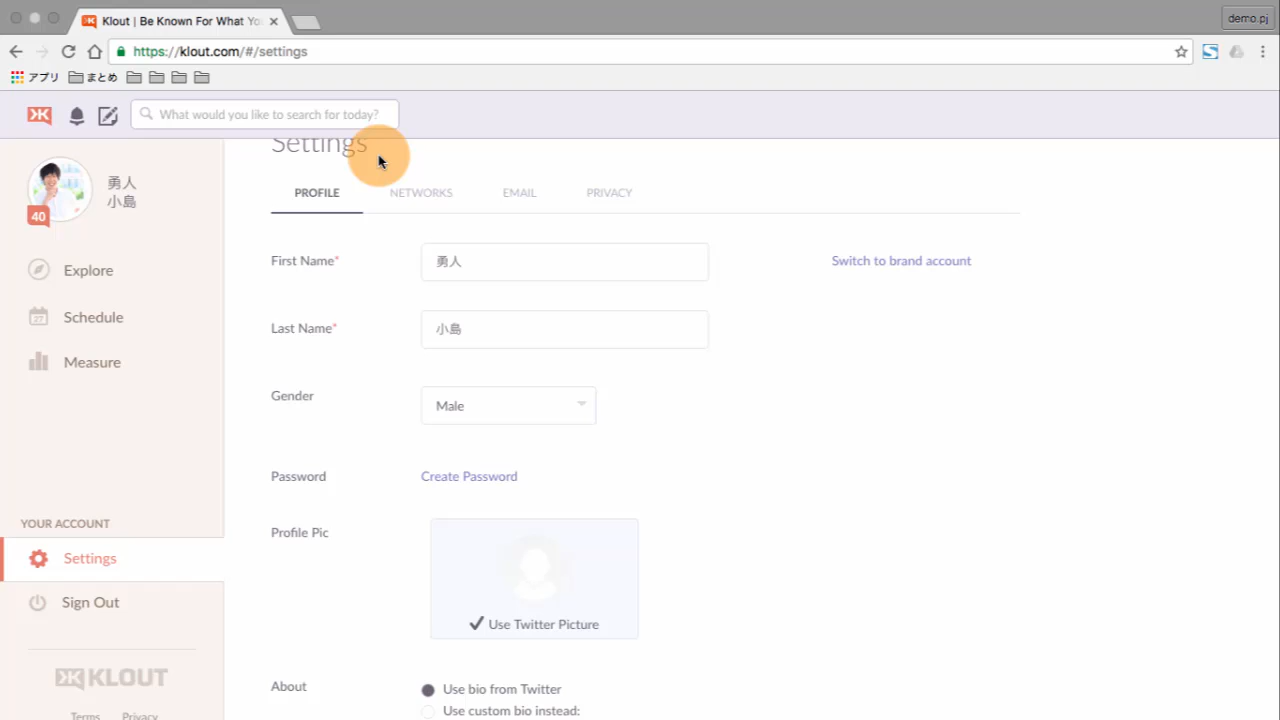 Klout | Be Known For What Yo
demo.pj
https://klout.com/#/settings
アプリ
まとめ
What would you like to search for today?
勇人
小島
40
Explore
27
Schedule
Measure
YOUR ACCOUNT
Settings
Sign Out
KLOUT
Terms Privacy
Settings
PROFILE NETWORKS EMAIL PRIVACY
First Name* 勇人 Switch to brand account
Last Name* 小島
Gender Male
Password Create Password
Profile Pic
Use Twitter Picture
About Use bio from Twitter
Use custom bio instead: